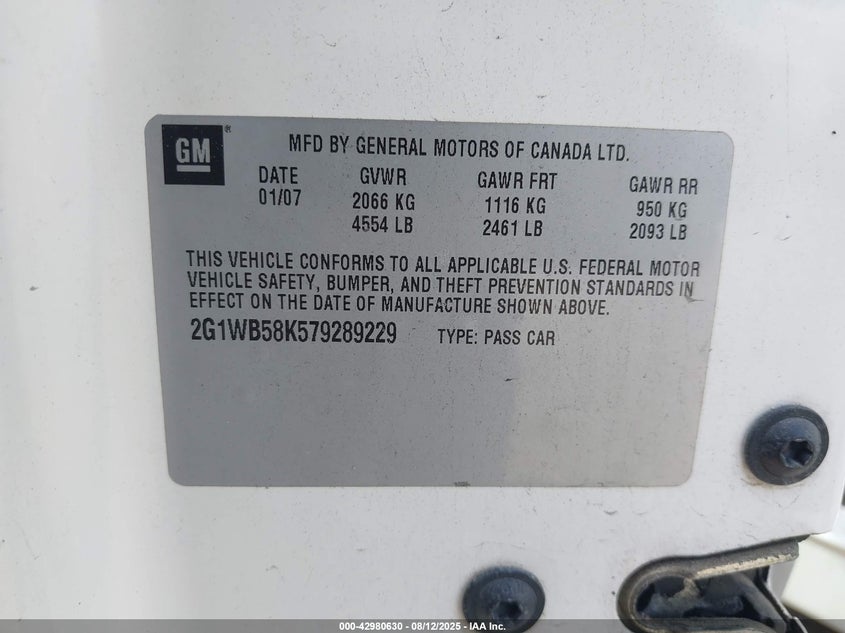 GM®
MFD BY GENERAL MOTORS OF CANADA LTD.
DATE GVWR GAWR FRT GAWR RR
01/07 2066 KG 1116 KG 950 KG
4554 LB 2461 LB 2093 LB
THIS VEHICLE CONFORMS TO ALL APPLICABLE U.S. FEDERAL MOTOR
VEHICLE SAFETY, BUMPER, AND THEFT PREVENTION STANDARDS IN
EFFECT ON THE DATE OF MANUFACTURE SHOWN ABOVE.
2G1WB58K579289229 TYPE: PASS CAR
000-42980630 - 08/12/2025 - IAA Inc.